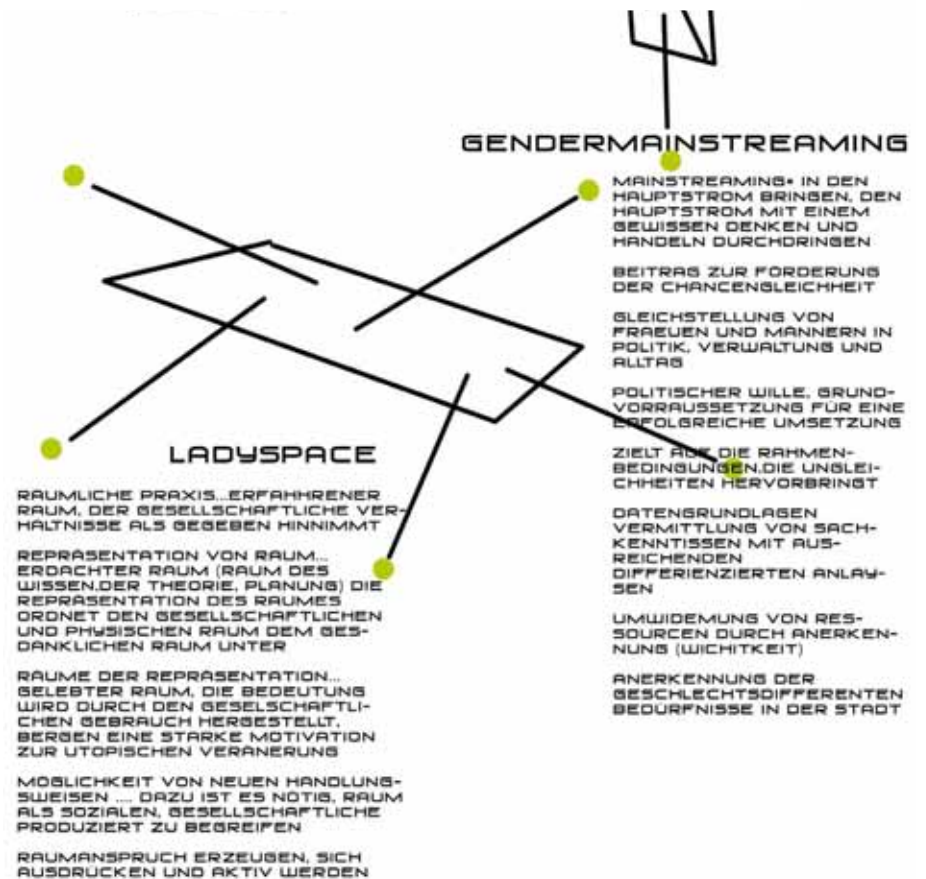 GENDERMAINSTREAMING
MAINSTREAMING• IN DEN
HAUPTSTROM BRINGEN, DEN
HAUPTSTROM MIT EINEM
GEWISSEN DENKEN UND
HANDELN DURCHDRINGEN
BEITRAG ZUR FÖRDERUNG
DER CHANCENGLEICHHEIT
GLEICHSTELLUNG VON
FRAEUEN UND MÄNNERN IN
POLITIK, VERWALTUNG UND
ALLTAG
POLITISCHER WILLE, GRUND-
VORRAUSSETZUNG FÜR EINE
ERFOLGREICHE UMSETZUNG
ZIELT AUF DIE RAHMEN-
BEDINGUNGEN,DIE UNGLEI-
CHHEITEN HERVORBRINGT
DATENGRUNDLAGEN
VERMITTLUNG VON SACH-
KENNTISSEN MIT AUS-
REICHENDEN
DIFFERIENZIERTEN ANLAY-
SEN
UMWIDEMUNG VON RES-
SOURCEN DURCH ANERKEN-
NUNG (WICHITKEIT)
ANERKENNUNG DER
GESCHLECHTSDIFFERENTEN
BEDÜRFNISSE IN DER STADT
LADYSPACE
RÄUMLICHE PRAXIS...ERFAHHRENER
RAUM, DER GESELLSCHAFTLICHE VER-
HÄLTNISSE ALS GEGEBEN HINNIMMT
REPRÄSENTATION VON RAUM...
ERDACHTER RAUM (RAUM DES
WISSEN,DER THEORIE, PLANUNG) DIE
REPRÄSENTATION DES RAUMES
ORDNET DEN GESELLSCHAFTLICHEN
UND PHYSISCHEN RAUM DEM GES-
DANKLICHEN RAUM UNTER
RÄUME DER REPRÄSENTATION...
GELEBTER RAUM, DIE BEDEUTUNG
WIRD DURCH DEN GESELSCHAFTLI-
CHEN GEBRAUCH HERGESTELLT,
BERGEN EINE STARKE MOTIVATION
ZUR UTOPISCHEN VERÄNERUNG
MÖGLICHKEIT VON NEUEN HANDLUNG-
SWEISEN .... DAZU IST ES NÖTIG, RAUM
ALS SOZIALEN, GESELLSCHAFTLICHE
PRODUZIERT ZU BEGREIFEN
RAUMANSPRUCH ERZEUGEN, SICH
AUSDRÜCKEN UND AKTIV WERDEN